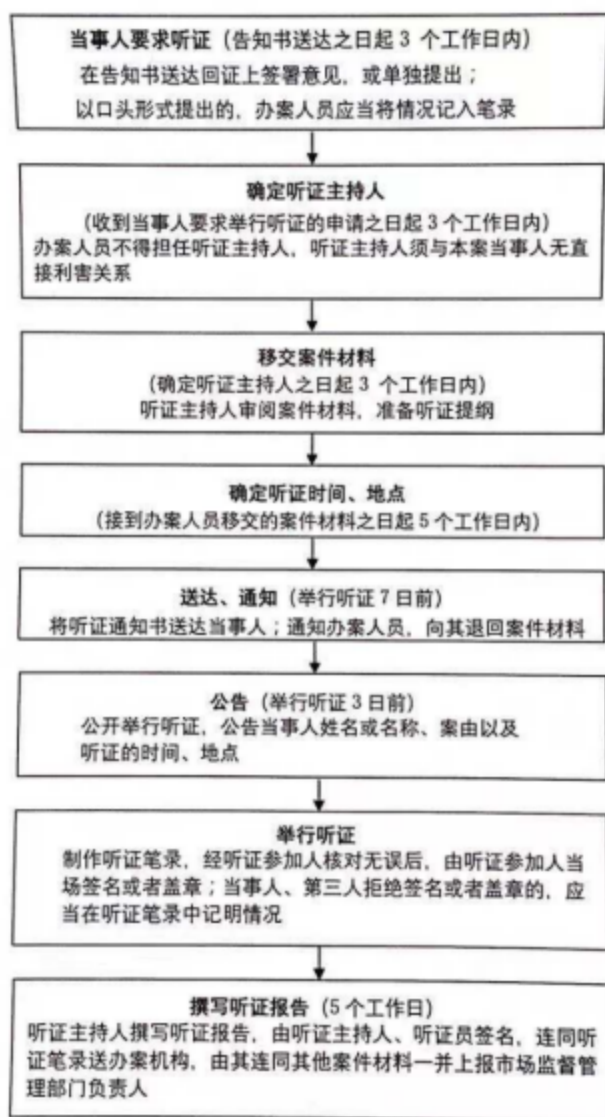 当事人要求听证（告知书送达之日起 3 个工作日内）
在告知书送达回证上签署意见，或单独提出；
以口头形式提出的，办案人员应当将情况记入笔录
确定听证主持人
（收到当事人要求举行听证的申请之日起 3 个工作日内）
办案人员不得担任听证主持人，听证主持人须与本案当事人无直
接利害关系
移交案件材料
（确定听证主持人之日起 3 个工作日内）
听证主持人审阅案件材料，准备听证提纲
确定听证时间、地点
（接到办案人员移交的案件材料之日起 5 个工作日内）
送达、通知（举行听证 7 日前）
将听证通知书送达当事人；通知办案人员，向其退回案件材料
公告（举行听证 3 日前）
公开举行听证，公告当事人姓名或名称、案由以及
听证的时间、地点
举行听证
制作听证笔录，经听证参加人核对无误后，由听证参加人当
场签名或者盖章；当事人、第三人拒绝签名或者盖章的，应
当在听证笔录中记明情况
撰写听证报告（5 个工作日）
听证主持人撰写听证报告，由听证主持人、听证员签名，连同听
证笔录送办案机构，由其连同其他案件材料一并上报市场监督管
理部门负责人